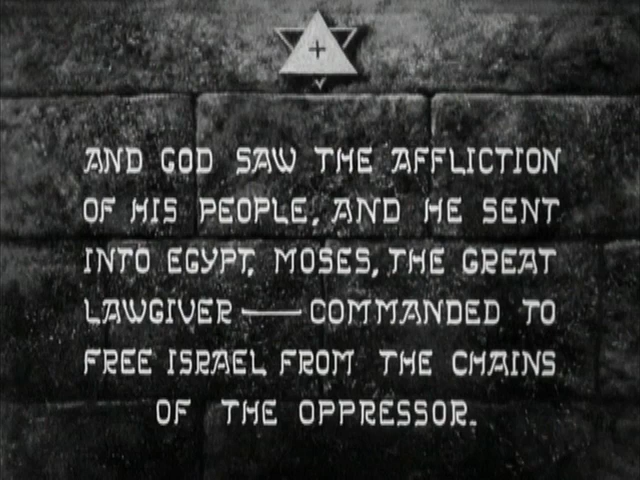 AND GOD SAW THE AFFLICTION
OF HIS PEOPLE, AND HE SENT
INTO EGYPT, MOSES, THE GREAT
LAWGIVER — COMMANDED TO
FREE ISRAEL FROM THE CHAINS
OF THE OPPRESSOR.